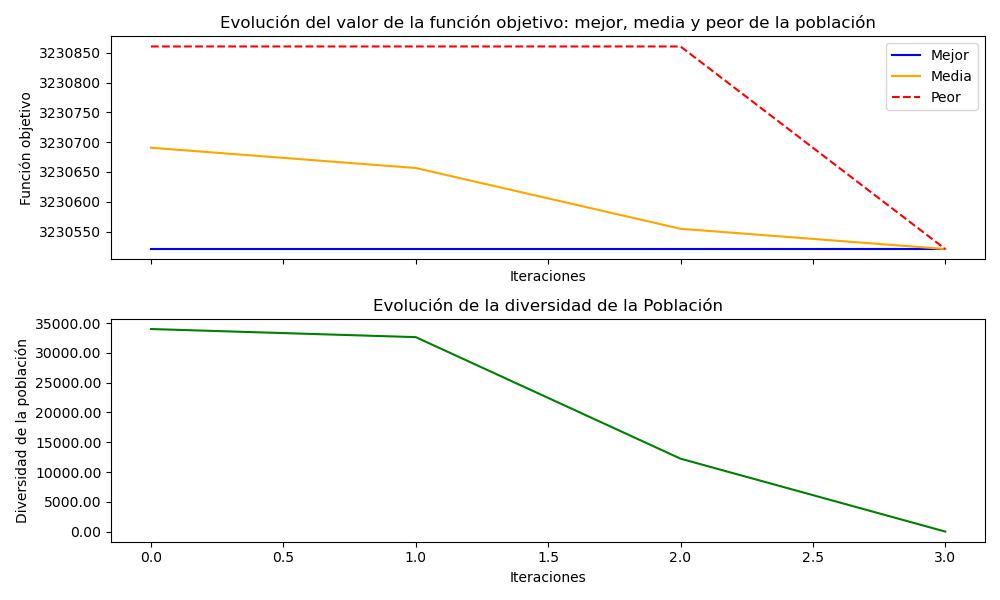 Evolución del valor de la función objetivo: mejor, media y peor de la población
3230850
3230800
3230750
3230700
3230650
3230600
3230550
Función objetivo
Mejor
Media
Peor
Iteraciones
Evolución de la diversidad de la Población
35000.00
30000.00
25000.00
20000.00
15000.00
10000.00
5000.00
0.00
Diversidad de la población
0.0 0.5 1.0 1.5 2.0 2.5 3.0
Iteraciones